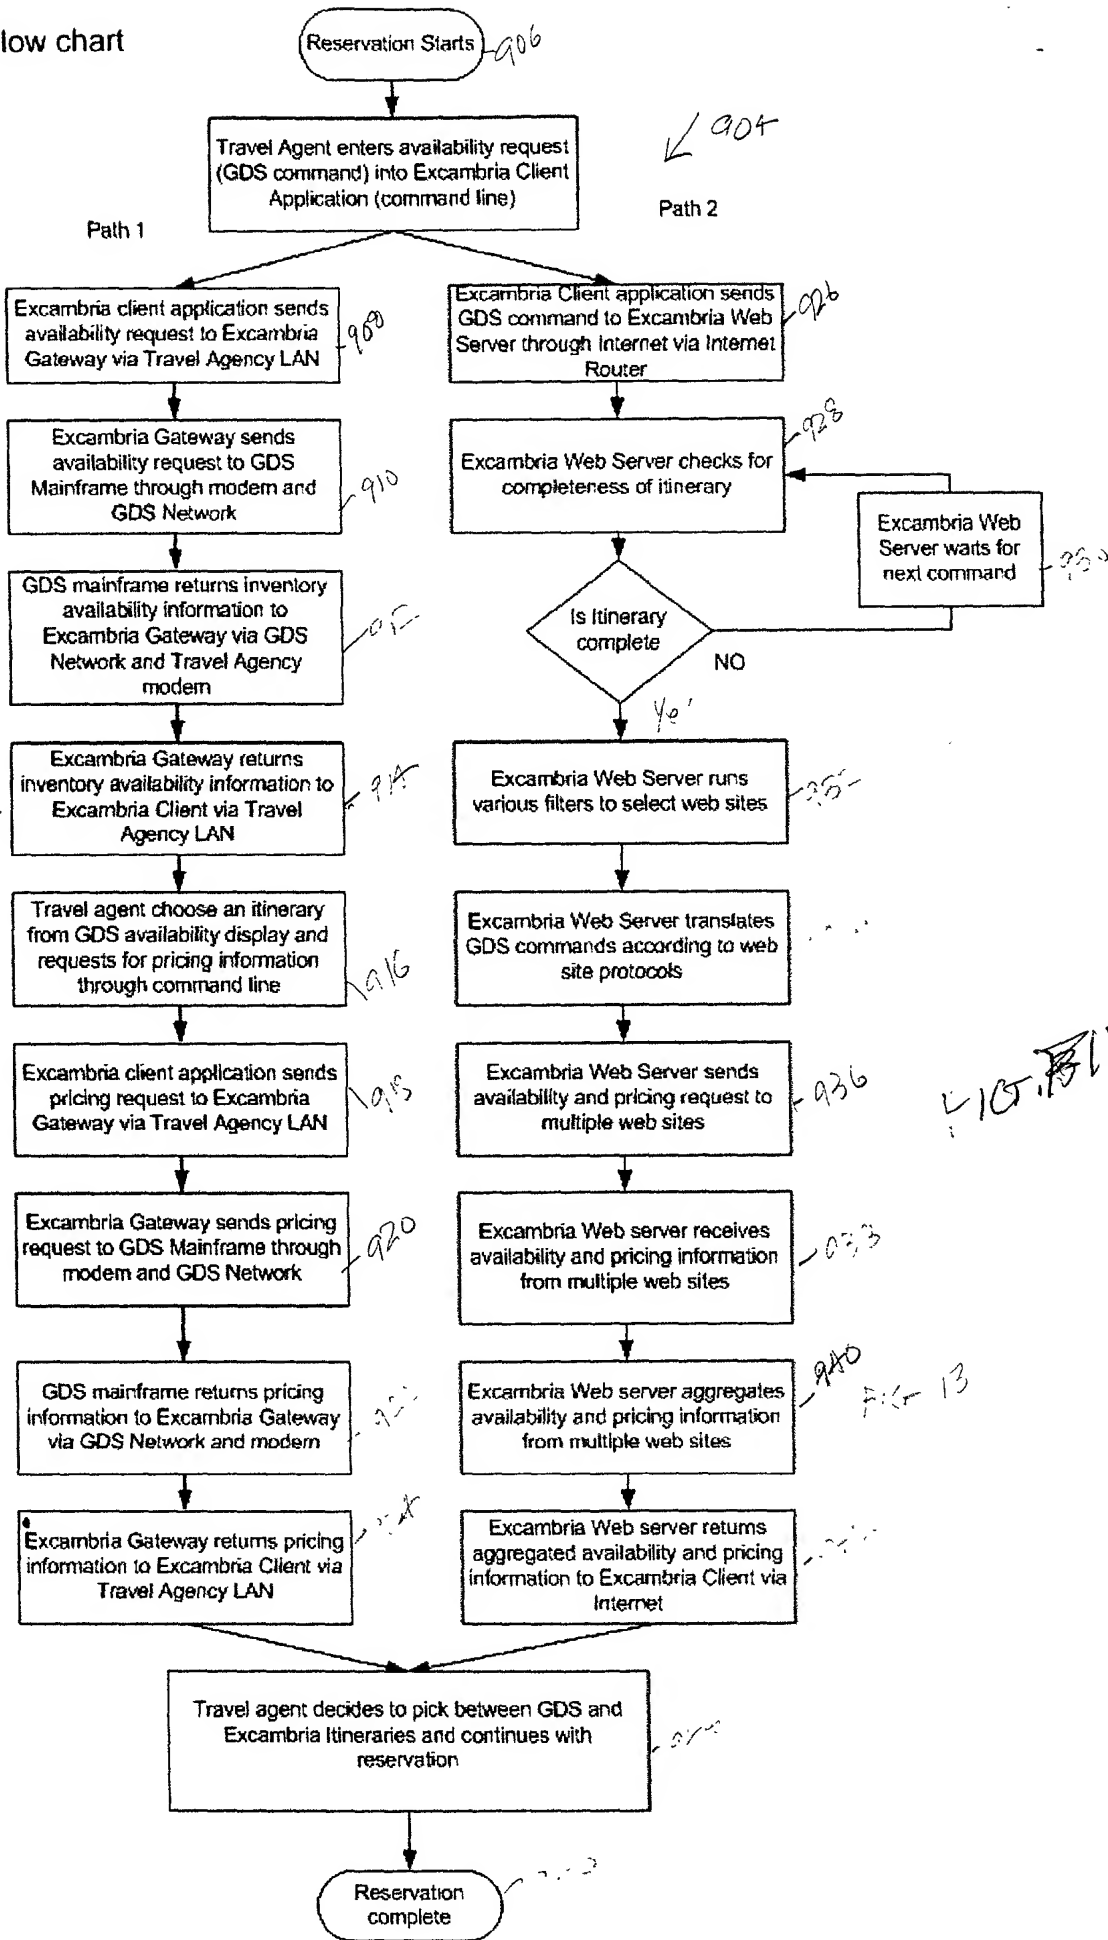 low chart
Reservation Starts
906
Travel Agent enters availability request
(GDS command) into Excambria Client
Application (command line)
904
Path 1
Path 2
Excambria client application sends
availability request to Excambria
Gateway via Travel Agency LAN
908
Excambria Gateway sends
availability request to GDS
Mainframe through modem and
GDS Network
910
GDS mainframe returns inventory
availability information to
Excambria Gateway via GDS
Network and Travel Agency
modem
Excambria Gateway returns
inventory availability information to
Excambria Client via Travel
Agency LAN
914
Travel agent choose an itinerary
from GDS availability display and
requests for pricing information
through command line
916
Excambria client application sends
pricing request to Excambria
Gateway via Travel Agency LAN
Excambria Gateway sends pricing
request to GDS Mainframe through
modem and GDS Network
920
GDS mainframe returns pricing
information to Excambria Gateway
via GDS Network and modem
Excambria Gateway returns pricing
information to Excambria Client via
Travel Agency LAN
Excambria Client application sends
GDS command to Excambria Web
Server through Internet via Internet
Router
926
Excambria Web Server checks for
completeness of itinerary
928
Excambria Web
Server waits for
next command
930
Is Itinerary
complete
NO
Excambria Web Server runs
various filters to select web sites
Excambria Web Server translates
GDS commands according to web
site protocols
Excambria Web Server sends
availability and pricing request to
multiple web sites
936
Excambria Web server receives
availability and pricing information
from multiple web sites
Excambria Web server aggregates
availability and pricing information
from multiple web sites
940
FIG 13
Excambria Web server returns
aggregated availability and pricing
information to Excambria Client via
Internet
Travel agent decides to pick between GDS and
Excambria Itineraries and continues with
reservation
Reservation
complete